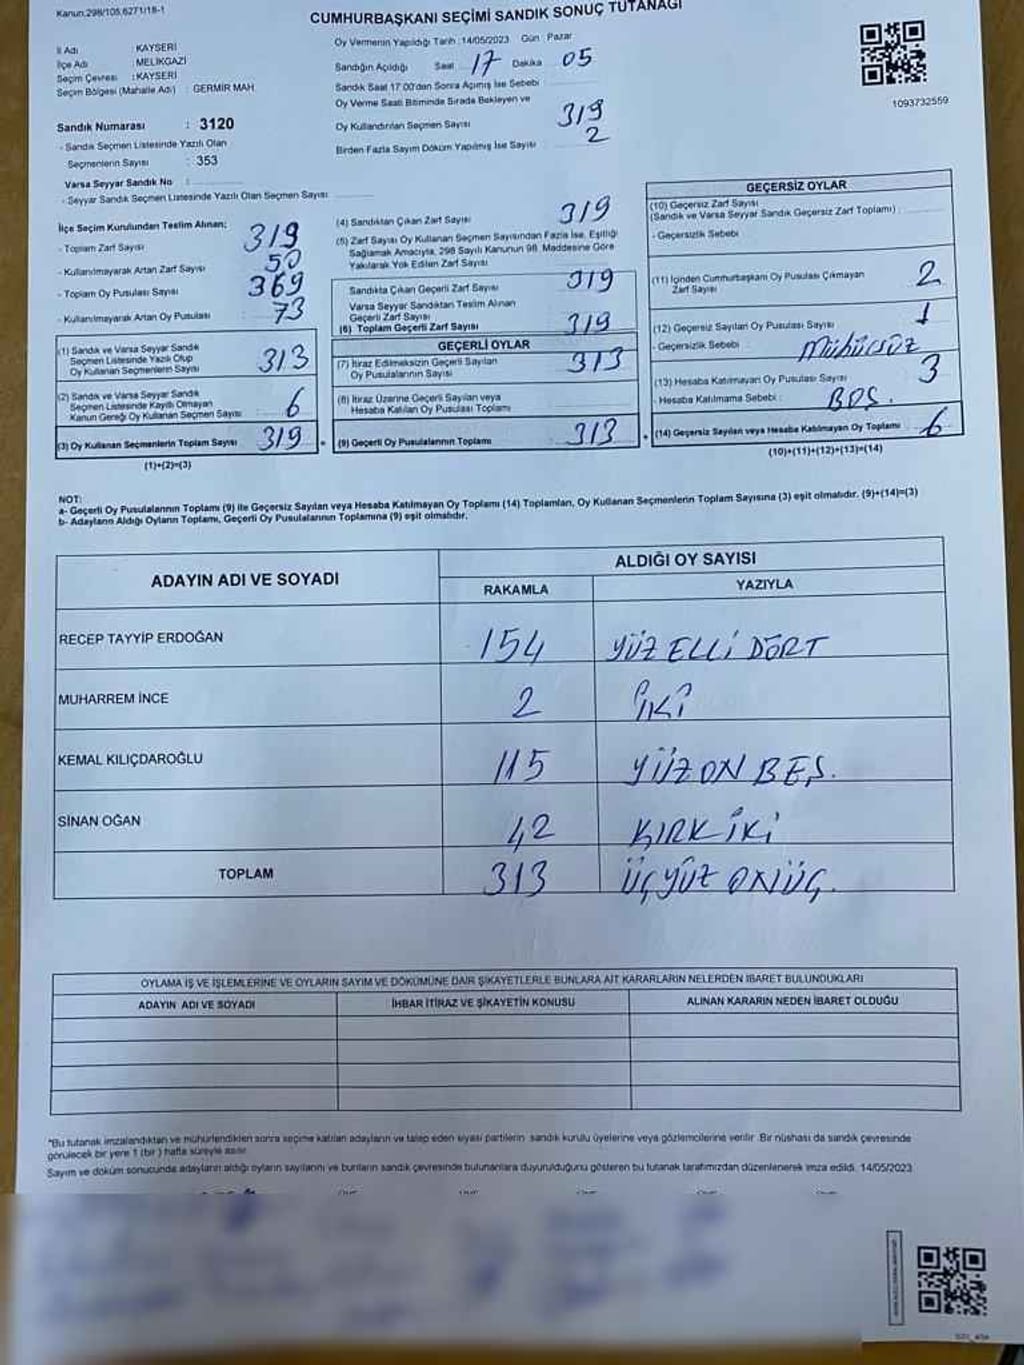 Kanun:298/105,6271/18-1
CUMHURBAŞKANI SEÇİMİ SANDIK SONUÇ TUTANAĞI
İl Adı : KAYSERİ
İlçe Adı : MELİKGAZİ
Seçim Çevresi : KAYSERİ
Seçim Bölgesi (Mahalle Adı) : GERMİR MAH
Sandık Numarası : 3120
- Sandık Seçmen Listesinde Yazılı Olan
Seçmenlerin Sayısı : 353
Varsa Seyyar Sandık No :
- Seyyar Sandık Seçmen Listesinde Yazılı Olan Seçmen Sayısı
Oy Vermenin Yapıldığı Tarih : 14/05/2023 Gün : Pazar
Sandığın Açıldığı Saat 17 Dakika 05
Sandık Saat 17.00'den Sonra Açılmış İse Sebebi :
Oy Verme Saati Bitiminde Sırada Bekleyen ve
Oy Kullandırılan Seçmen Sayısı 319
Birden Fazla Sayım Döküm Yapılmış İse Sayısı 2
1093732559
İlçe Seçim Kurulundan Teslim Alınan;
- Toplam Zarf Sayısı 319
- Kullanılmayarak Artan Zarf Sayısı 50
- Toplam Oy Pusulası Sayısı 369
- Kullanılmayarak Artan Oy Pusulası : 73
(1) Sandık ve Varsa Seyyar Sandık
Seçmen Listesinde Yazılı Olup
Oy Kullanan Seçmenlerin Sayısı 313
(2) Sandık ve Varsa Seyyar Sandık
Seçmen Listesinde Kayıtlı Olmayan
Kanun Gereği Oy Kullanan Seçmen Sayısı 6
(3) Oy Kullanan Seçmenlerin Toplam Sayısı 319
(1)+(2)=(3)
(4) Sandıktan Çıkan Zarf Sayısı 319
(5) Zarf Sayısı Oy Kullanan Seçmen Sayısından Fazla İse, Eşitliği
Sağlamak Amacıyla, 298 Sayılı Kanunun 98. Maddesine Göre
Yakılarak Yok Edilen Zarf Sayısı
Sandıkta Çıkan Geçerli Zarf Sayısı 319
Varsa Seyyar Sandıktan Teslim Alınan
Geçerli Zarf Sayısı
(6) Toplam Geçerli Zarf Sayısı 319
GEÇERLİ OYLAR
(7) İtiraz Edilmeksizin Geçerli Sayılan
Oy Pusulalarının Sayısı 313
(8) İtiraz Üzerine Geçerli Sayılan veya
Hesaba Katılan Oy Pusulası Toplamı
(9) Geçerli Oy Pusulalarının Toplamı 313
GEÇERSİZ OYLAR
(10) Geçersiz Zarf Sayısı
(Sandık ve Varsa Seyyar Sandık Geçersiz Zarf Toplamı) :
- Geçersizlik Sebebi
(11) İçinden Cumhurbaşkanı Oy Pusulası Çıkmayan
Zarf Sayısı 2
(12) Geçersiz Sayılan Oy Pusulası Sayısı 1
- Geçersizlik Sebebi : Mühürsüz
(13) Hesaba Katılmayan Oy Pusulası Sayısı 3
- Hesaba Katılmama Sebebi : BOŞ.
(14) Geçersiz Sayılan veya Hesaba Katılmayan Oy Toplamı 6
(10)+(11)+(12)+(13)=(14)
NOT:
a- Geçerli Oy Pusulalarının Toplamı (9) ile Geçersiz Sayılan veya Hesaba Katılmayan Oy Toplamı (14) Toplamları, Oy Kullanan Seçmenlerin Toplam Sayısına (3) eşit olmalıdır. (9)+(14)=(3)
b- Adayların Aldığı Oyların Toplamı, Geçerli Oy Pusulalarının Toplamına (9) eşit olmalıdır.
ADAYIN ADI VE SOYADI
ALDIĞI OY SAYISI
RAKAMLA YAZIYLA
RECEP TAYYİP ERDOĞAN 154 YÜZ ELLİ DÖRT
MUHARREM İNCE 2 İKİ
KEMAL KILIÇDAROĞLU 115 YÜZ ON BEŞ.
SİNAN OĞAN 42 KIRK İKİ
TOPLAM 313 ÜÇYÜZ ONÜÇ.
OYLAMA İŞ VE İŞLEMLERİNE VE OYLARIN SAYIM VE DÖKÜMÜNE DAİR ŞİKAYETLERLE BUNLARA AİT KARARLARIN NELERDEN İBARET BULUNDUKLARI
ADAYIN ADI VE SOYADI İHBAR İTİRAZ VE ŞİKAYETİN KONUSU ALINAN KARARIN NEDEN İBARET OLDUĞU
*Bu tutanak imzalandıktan ve mühürlendikten sonra seçime katılan adayların ve talep eden siyasi partilerin sandık kurulu üyelerine veya gözlemcilerine verilir. Bir nüshası da sandık çevresinde
görülecek bir yere 1 (bir) hafta süreyle asılır.
Sayım ve döküm sonucunda adayların aldığı oyların sayılarını ve bunların sandık çevresinde bulunanlara duyurulduğunu gösteren bu tutanak tarafımızdan düzenlenerek imza edildi. 14/05/2023